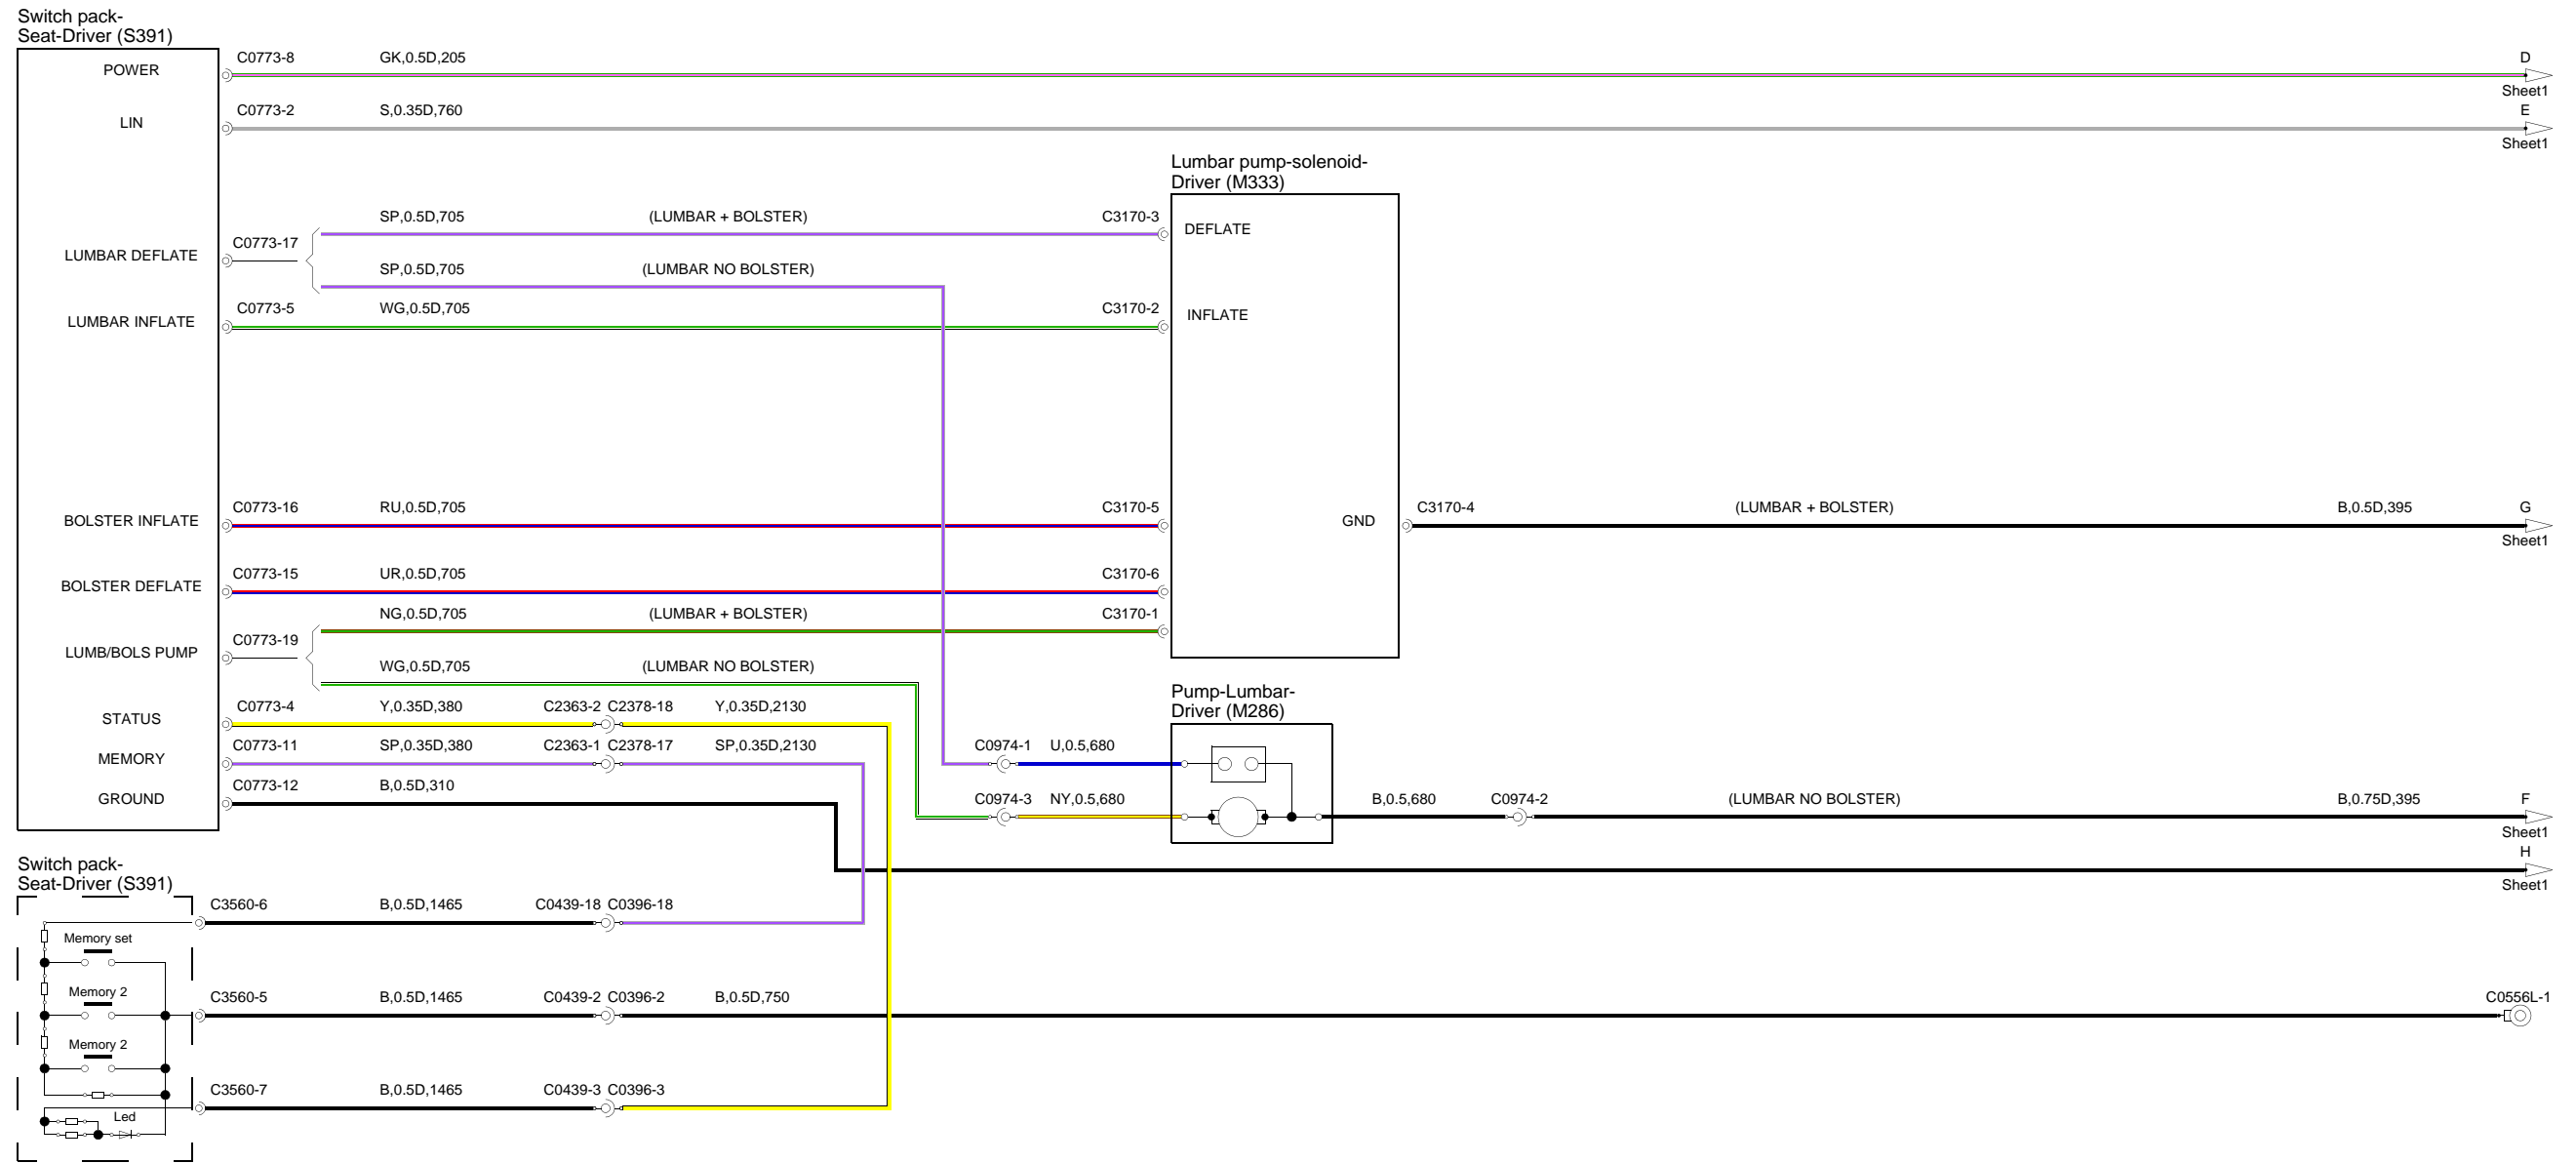 Switch pack-
Seat-Driver (S391)
C0773-8 GK,0.5D,205 D
POWER
Sheet1
C0773-2 S,0.35D,760 E
LIN
Sheet1
Lumbar pump-solenoid-
Driver (M333)
SP,0.5D,705 (LUMBAR + BOLSTER) C3170-3
DEFLATE
C0773-17
LUMBAR DEFLATE
SP,0.5D,705 (LUMBAR NO BOLSTER)
C0773-5 WG,0.5D,705 C3170-2
LUMBAR INFLATE INFLATE
C0773-16 RU,0.5D,705 C3170-5 C3170-4 (LUMBAR + BOLSTER) B,0.5D,395 G
BOLSTER INFLATE GND
Sheet1
C0773-15 UR,0.5D,705 C3170-6
BOLSTER DEFLATE
NG,0.5D,705 (LUMBAR + BOLSTER) C3170-1
C0773-19
LUMB/BOLS PUMP
WG,0.5D,705 (LUMBAR NO BOLSTER)
Pump-Lumbar-
Driver (M286)
C0773-4 Y,0.35D,380 C2363-2 C2378-18 Y,0.35D,2130
STATUS
C0773-11 SP,0.35D,380 C2363-1 C2378-17 SP,0.35D,2130 C0974-1 U,0.5,680
MEMORY
C0773-12 B,0.5D,310
GROUND C0974-3 NY,0.5,680 B,0.5,680 C0974-2 (LUMBAR NO BOLSTER) B,0.75D,395 F
Sheet1
H
Sheet1
Switch pack-
Seat-Driver (S391)
C3560-6 B,0.5D,1465 C0439-18 C0396-18
Memory set
Memory 2
C3560-5 B,0.5D,1465 C0439-2 C0396-2 B,0.5D,750 C0556L-1
Memory 2
C3560-7 B,0.5D,1465 C0439-3 C0396-3
Led